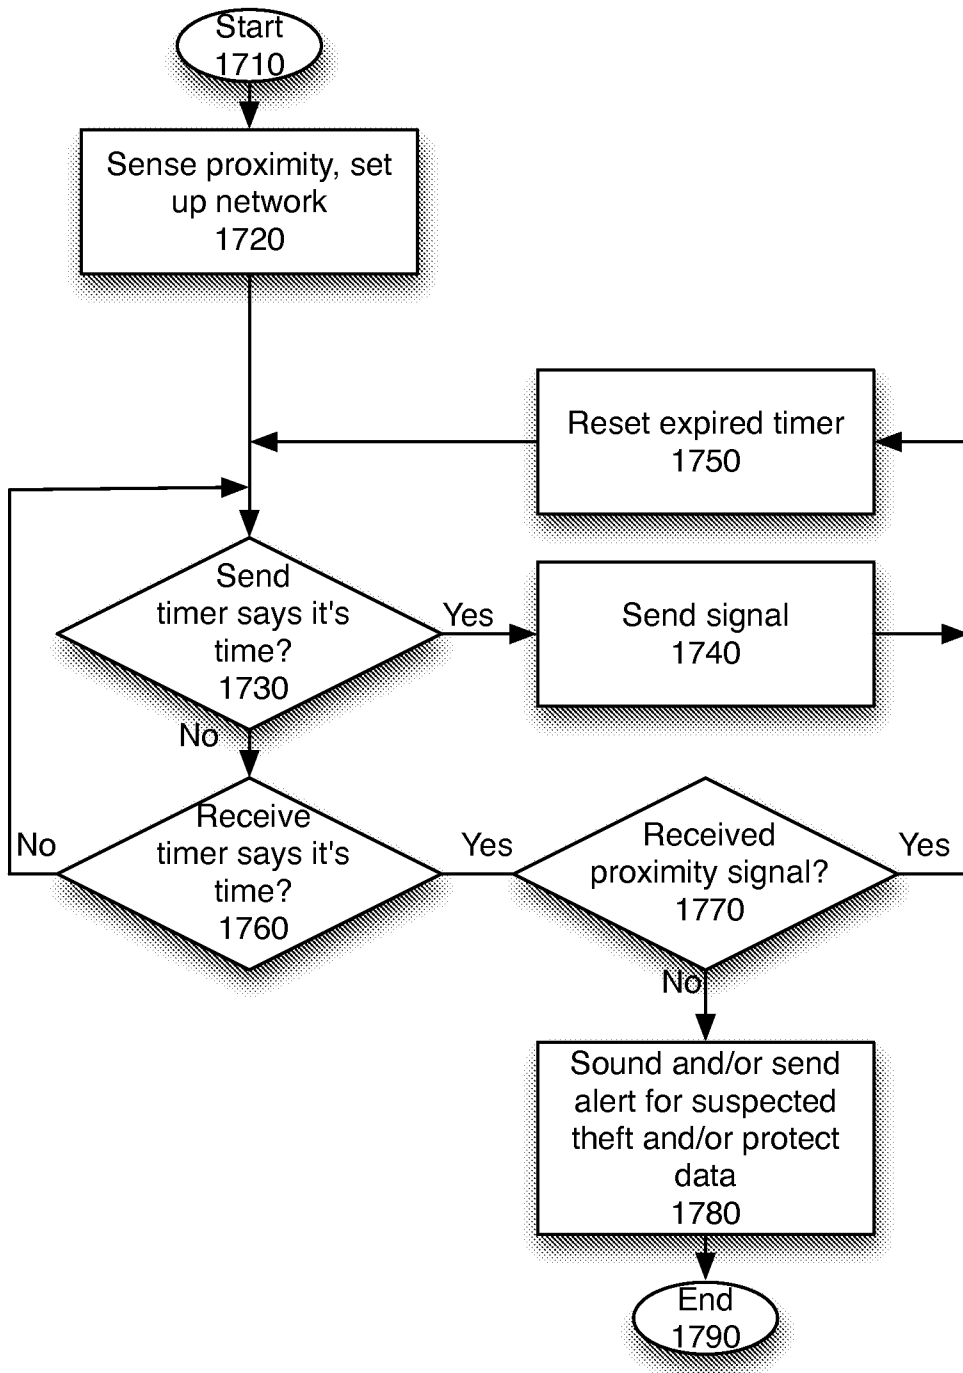 Start
1710
Sense proximity, set
up network
1720
Reset expired timer
1750
Send
timer says it's
time?
1730
Yes
Send signal
1740
No
Receive
timer says it's
time?
1760
No
Yes
Received
proximity signal?
1770
Yes
No
Sound and/or send
alert for suspected
theft and/or protect
data
1780
End
1790